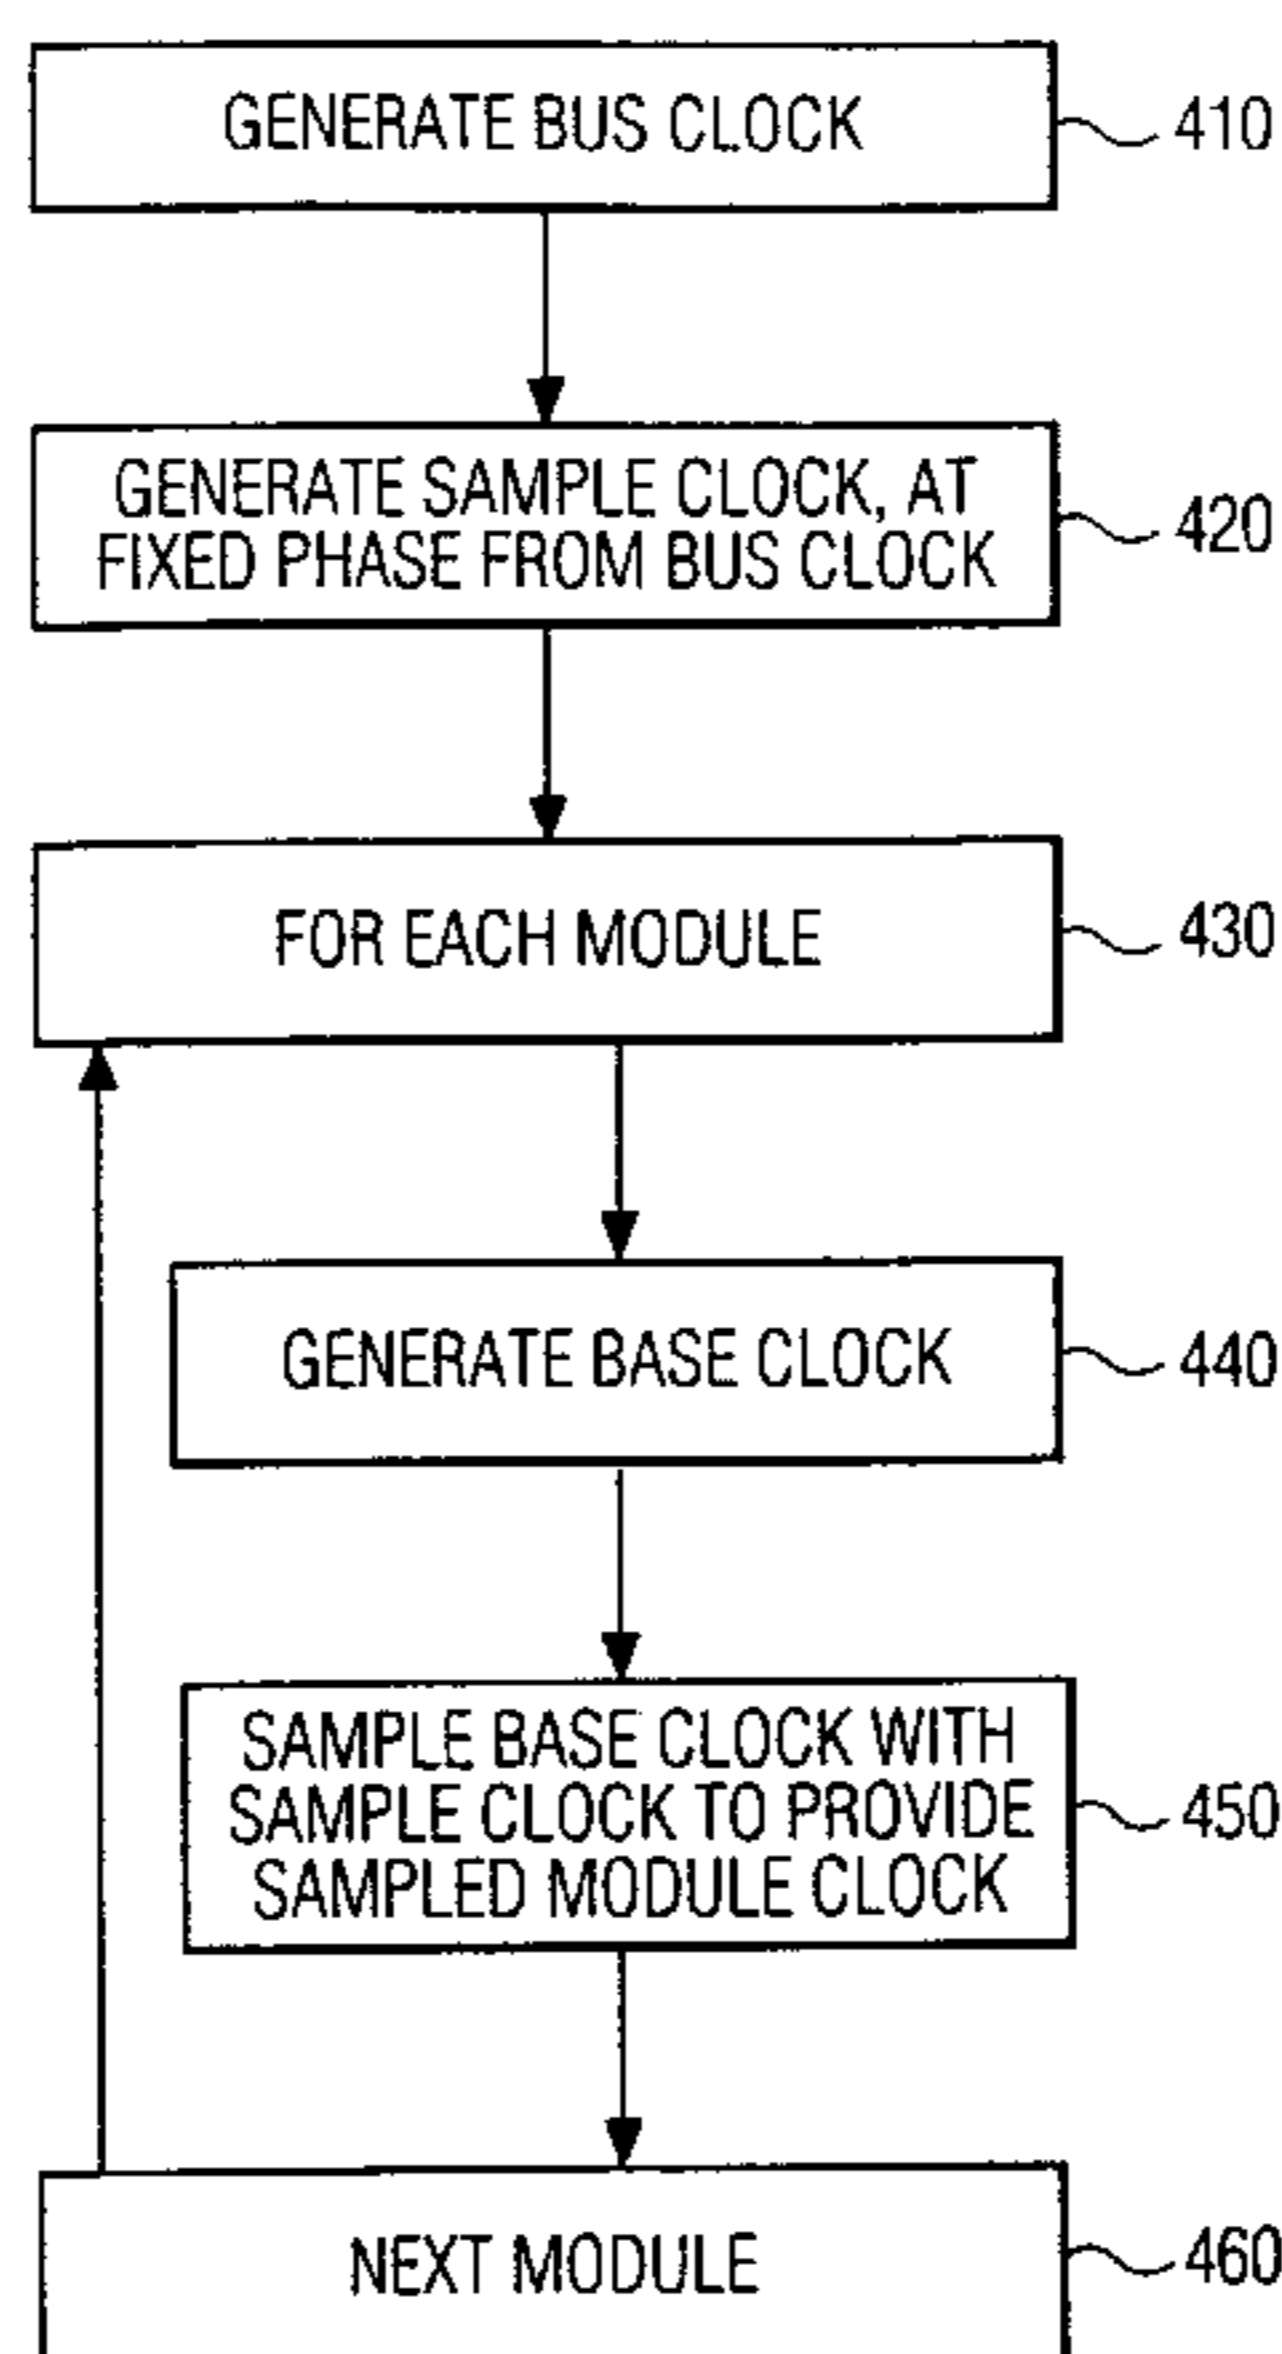 GENERATE BUS CLOCK
410
GENERATE SAMPLE CLOCK, AT
FIXED PHASE FROM BUS CLOCK
420
FOR EACH MODULE
430
GENERATE BASE CLOCK
440
SAMPLE BASE CLOCK WITH
SAMPLE CLOCK TO PROVIDE
SAMPLED MODULE CLOCK
450
NEXT MODULE
460